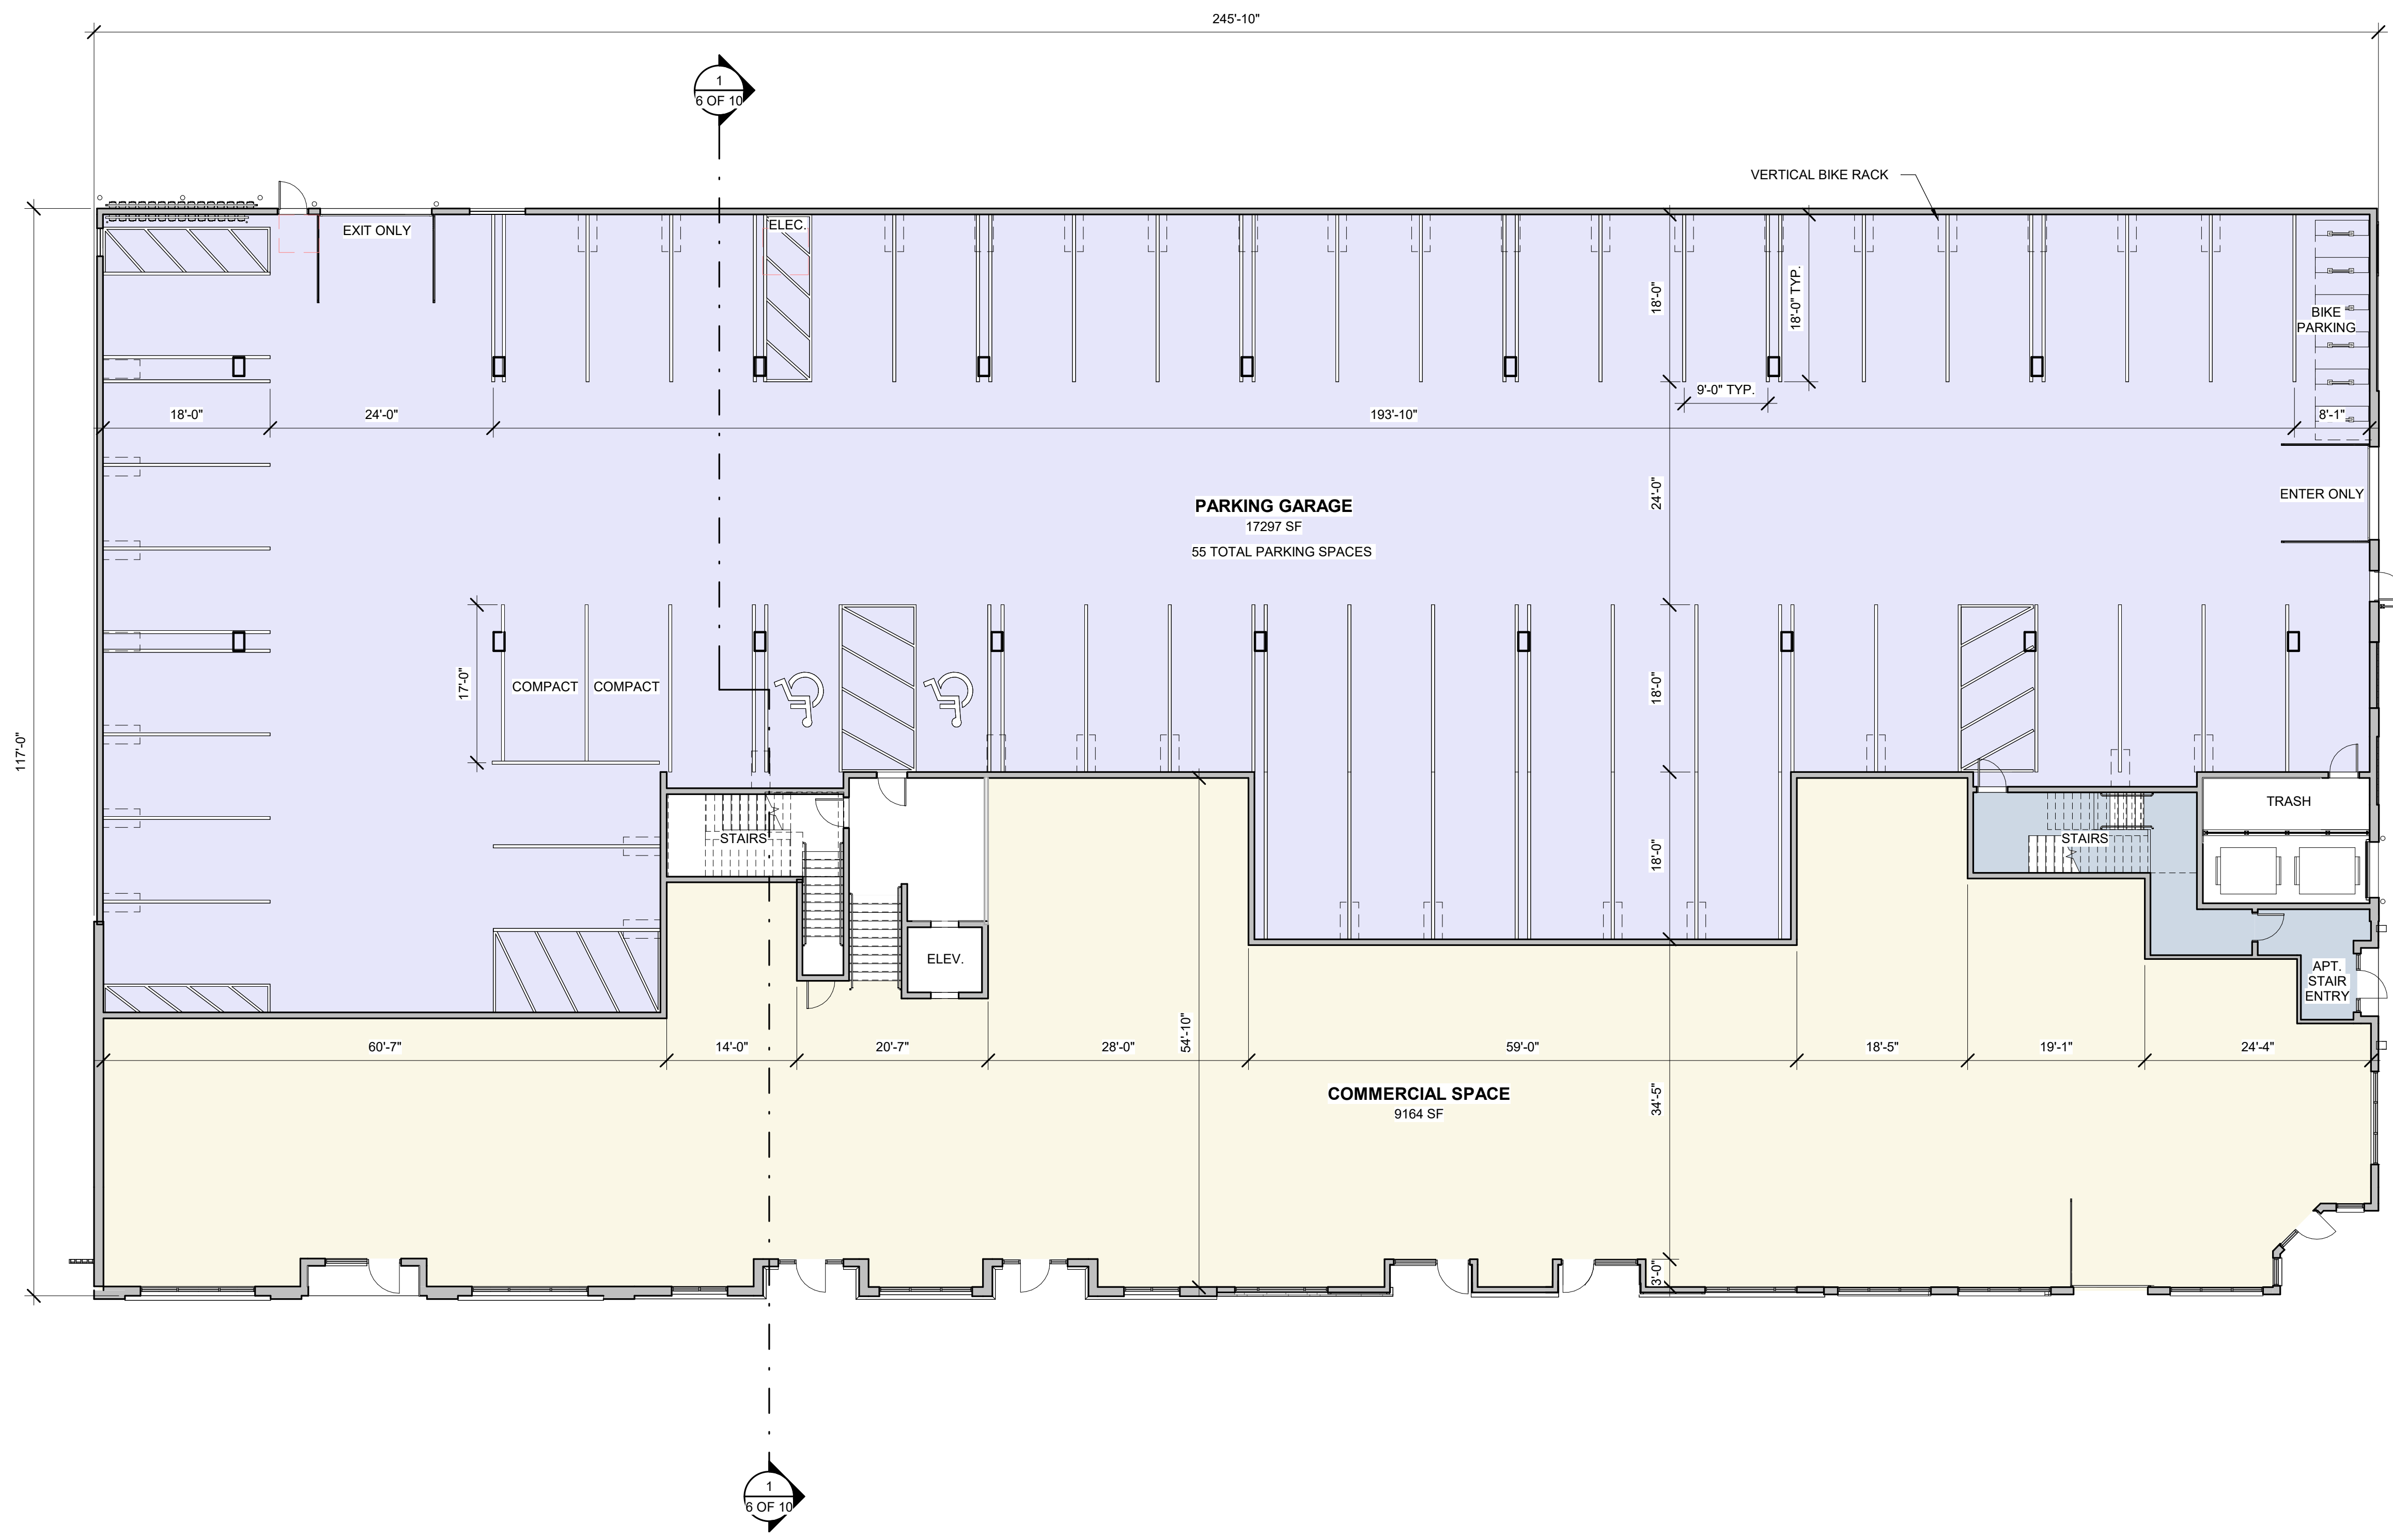 245'-10"
1
6 OF 10
VERTICAL BIKE RACK
EXIT ONLY
ELEC.
18'-0"
18'-0" TYP.
BIKE
PARKING
9'-0" TYP.
18'-0"
24'-0"
193'-10"
8'-1"
PARKING GARAGE
17297 SF
55 TOTAL PARKING SPACES
24'-0"
ENTER ONLY
17'-0"
COMPACT
COMPACT
18'-0"
117'-0"
STAIRS
18'-0"
STAIRS
TRASH
ELEV.
APT.
STAIR
ENTRY
54'-10"
60'-7"
14'-0"
20'-7"
28'-0"
59'-0"
18'-5"
19'-1"
24'-4"
COMMERCIAL SPACE
9164 SF
34'-5"
3'-0"
1
6 OF 10